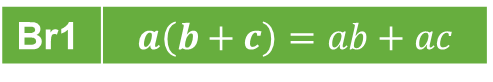 Br1 a(b + c) = ab + ac